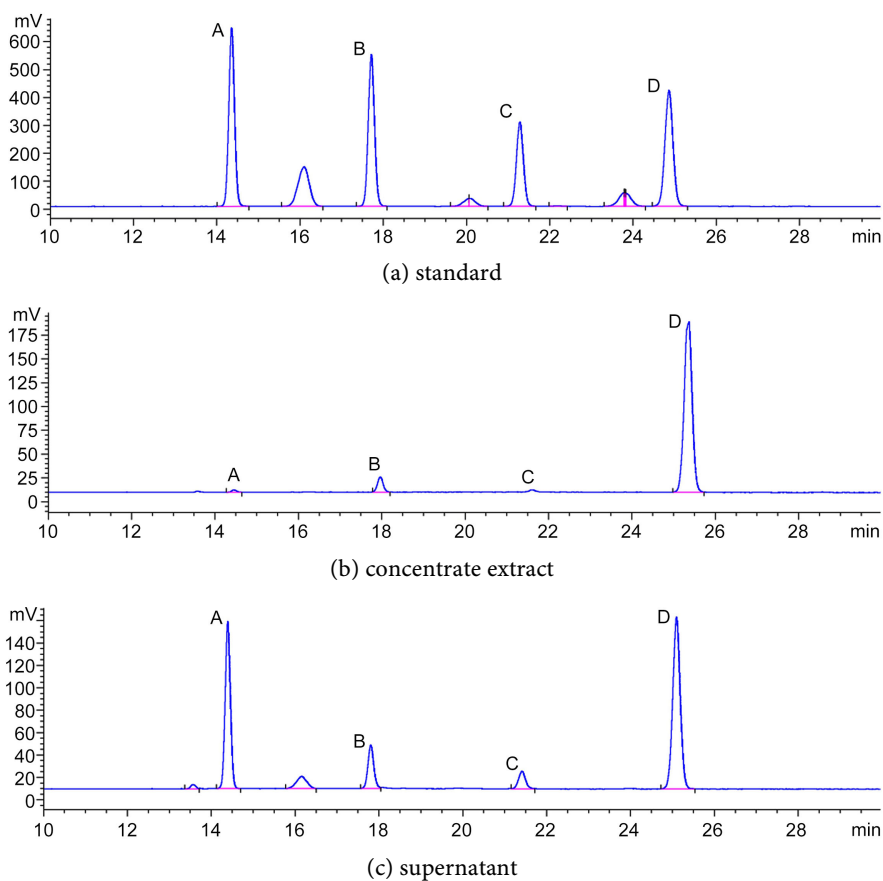 mV
600
500
400
300
200
100
0
A
B
C
D
10 12 14 16 18 20 22 24 26 28 min
(a) standard
mV
175
150
125
100
75
50
25
0
A
B
C
D
10 12 14 16 18 20 22 24 26 28 min
(b) concentrate extract
mV
140
120
100
80
60
40
20
0
A
B
C
D
10 12 14 16 18 20 22 24 26 28 min
(c) supernatant